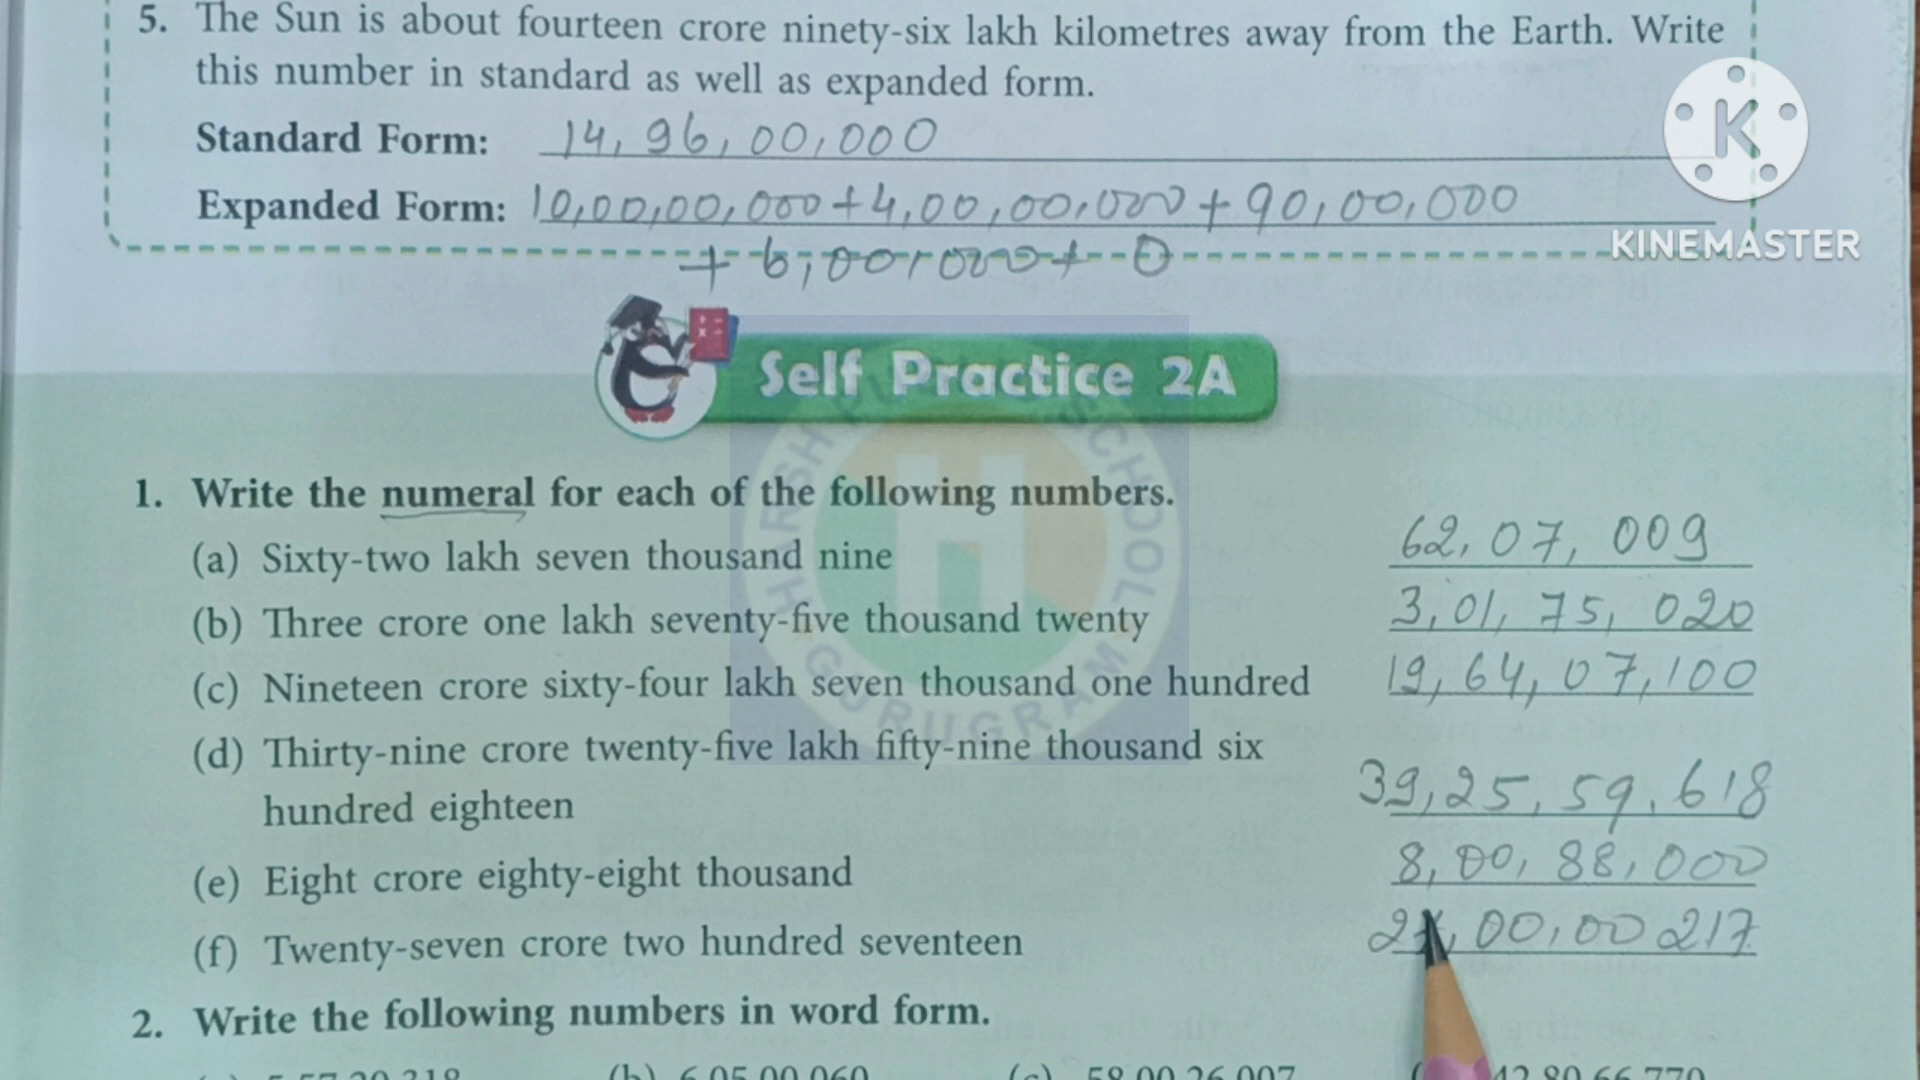 5. The Sun is about fourteen crore ninety-six lakh kilometres away from the Earth. Write
this number in standard as well as expanded form.
Standard Form: 14,96,00,000
Expanded Form: 10,00,00,000+4,00,00,000+90,00,000
+ 6,00,000+ 0
KINEMASTER
Self Practice 2A
1. Write the numeral for each of the following numbers.
(a) Sixty-two lakh seven thousand nine 62,07,009
(b) Three crore one lakh seventy-five thousand twenty 3,01,75,020
(c) Nineteen crore sixty-four lakh seven thousand one hundred 19,64,07,100
(d) Thirty-nine crore twenty-five lakh fifty-nine thousand six
hundred eighteen 39,25,59,618
(e) Eight crore eighty-eight thousand 8,00,88,000
(f) Twenty-seven crore two hundred seventeen 27,00,00 217
2. Write the following numbers in word form.
(b) 6,05,00,060 (c) 58,00,26,007